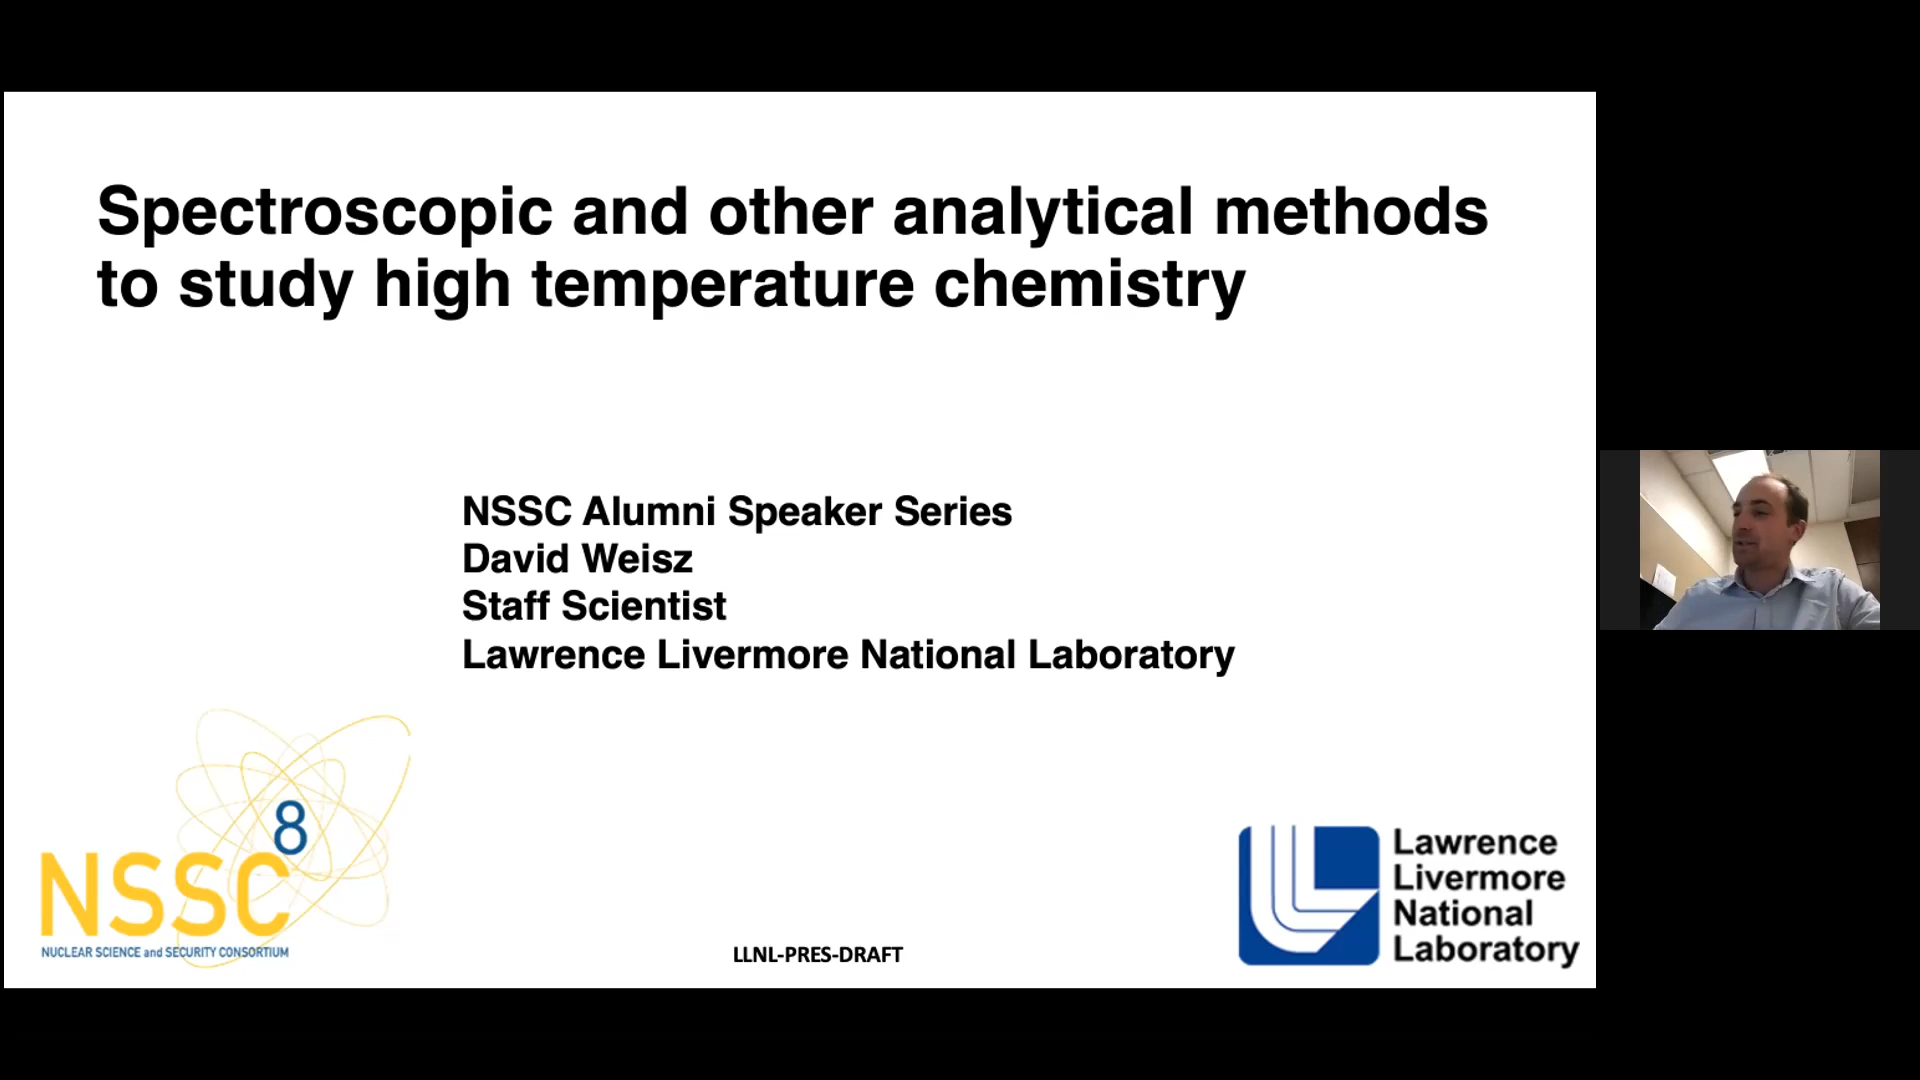 Spectroscopic and other analytical methods
to study high temperature chemistry
NSSC Alumni Speaker Series
David Weisz
Staff Scientist
Lawrence Livermore National Laboratory
8
NSSC
NUCLEAR SCIENCE and SECURITY CONSORTIUM
LLNL-PRES-DRAFT
Lawrence
Livermore
National
Laboratory